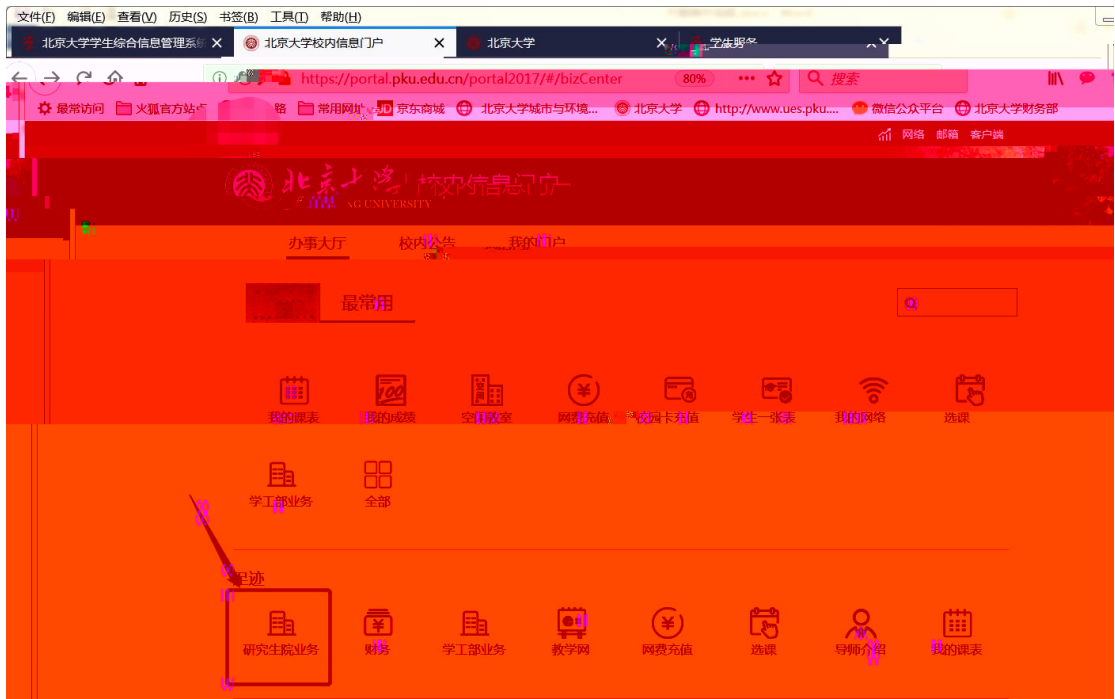 文件(F) 编辑(E) 查看(V) 历史(S) 书签(B) 工具(T) 帮助(H)
北京大学学生综合信息管理系统 北京大学校内信息门户 北京大学
https://portal.pku.edu.cn/portal2017/#/bizCenter 80% 搜索
最常访问 火狐官方站点 常用网址 JD 京东商城 北京大学城市与环境... 北京大学 http://www.ues.pku.... 微信公众平台 北京大学财务部
网络 邮箱 客户端
北京大学 校内信息门户
NG UNIVERSITY
办事大厅 校内公告 我的门户
最常用
我的课表 我的成绩 空闲教室 网费充值 校园卡充值 学生一张表 我的网络 选课
学工部业务 全部
足迹
研究生院业务 财务 学工部业务 教学网 网费充值 选课 导师介绍 我的课表